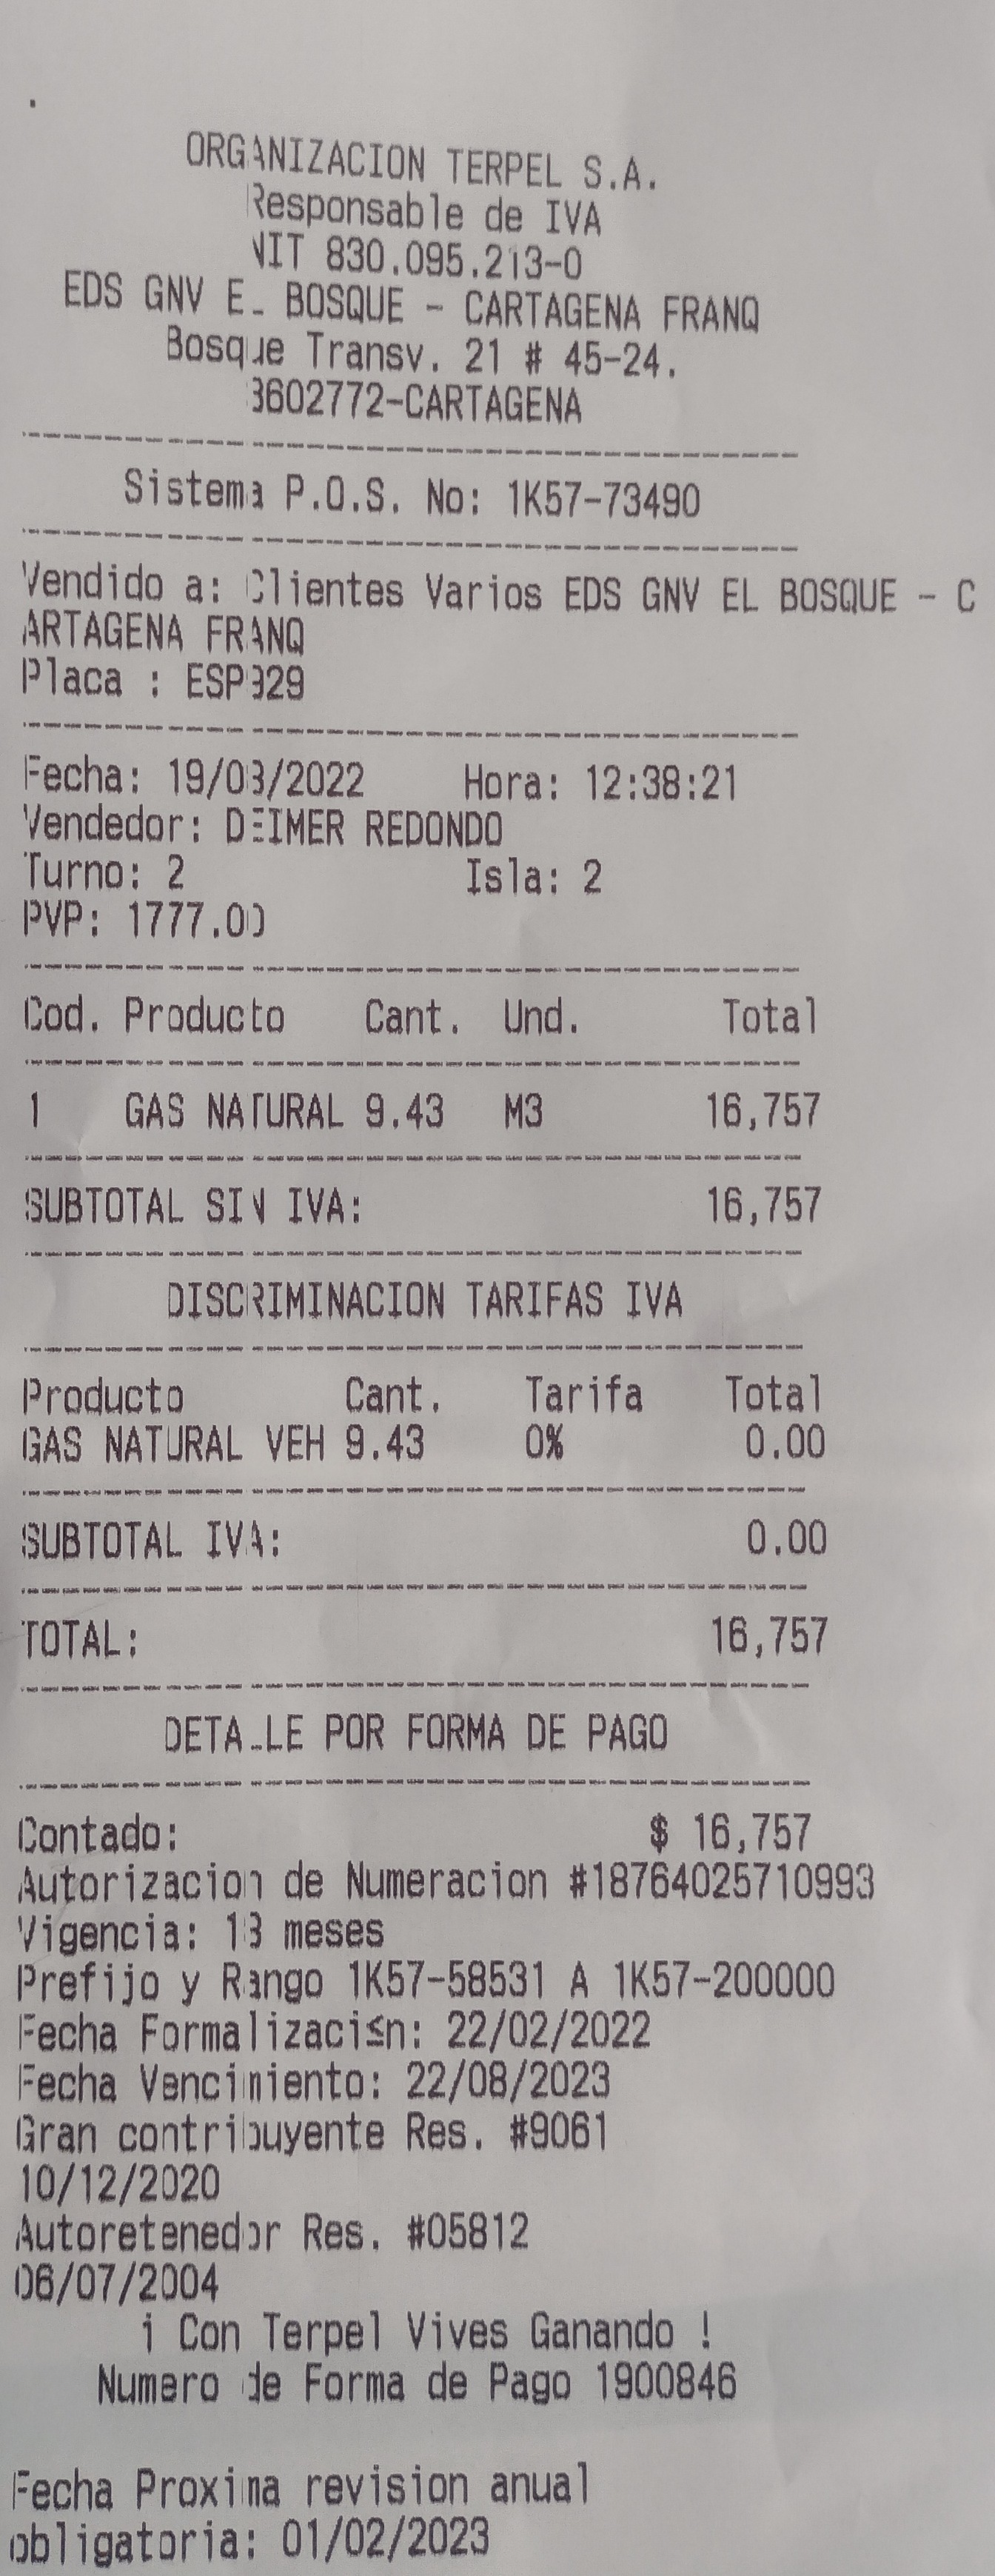 .
ORGANIZACION TERPEL S.A.
Responsable de IVA
NIT 830.095.213-0
EDS GNV EL BOSQUE - CARTAGENA FRANQ
Bosque Transv. 21 # 45-24.
3602772-CARTAGENA
Sistema P.O.S. No: 1K57-73490
Vendido a: Clientes Varios EDS GNV EL BOSQUE - C
ARTAGENA FRANQ
Placa :
Fecha: Hora: 12:38:21
Vendedor: DEIMER REDONDO
Turno: 2 Isla: 2
PVP: 1777.00
Cod. Producto Cant. Und. Total
1 GAS NATURAL 9.43 M3 16,757
SUBTOTAL SIN IVA: 16,757
DISCRIMINACION TARIFAS IVA
Producto Cant. Tarifa Total
GAS NATURAL VEH 9.43 0% 0.00
SUBTOTAL IVA: 0.00
TOTAL: 16,757
DETALLE POR FORMA DE PAGO
Contado: $ 16,757
Autorizacion de Numeracion #18764025710993
Vigencia: 18 meses
Prefijo y Rango 1K57-58531 A 1K57-200000
Fecha Formalizaci≤n: 22/02/2022
Fecha Vencimiento: 22/08/2023
Gran contribuyente Res. #9061
10/12/2020
Autoretenedor Res. #05812
06/07/2004
¡ Con Terpel Vives Ganando !
Numero de Forma de Pago 1900846
Fecha Proxima revision anual
obligatoria: 01/02/2023